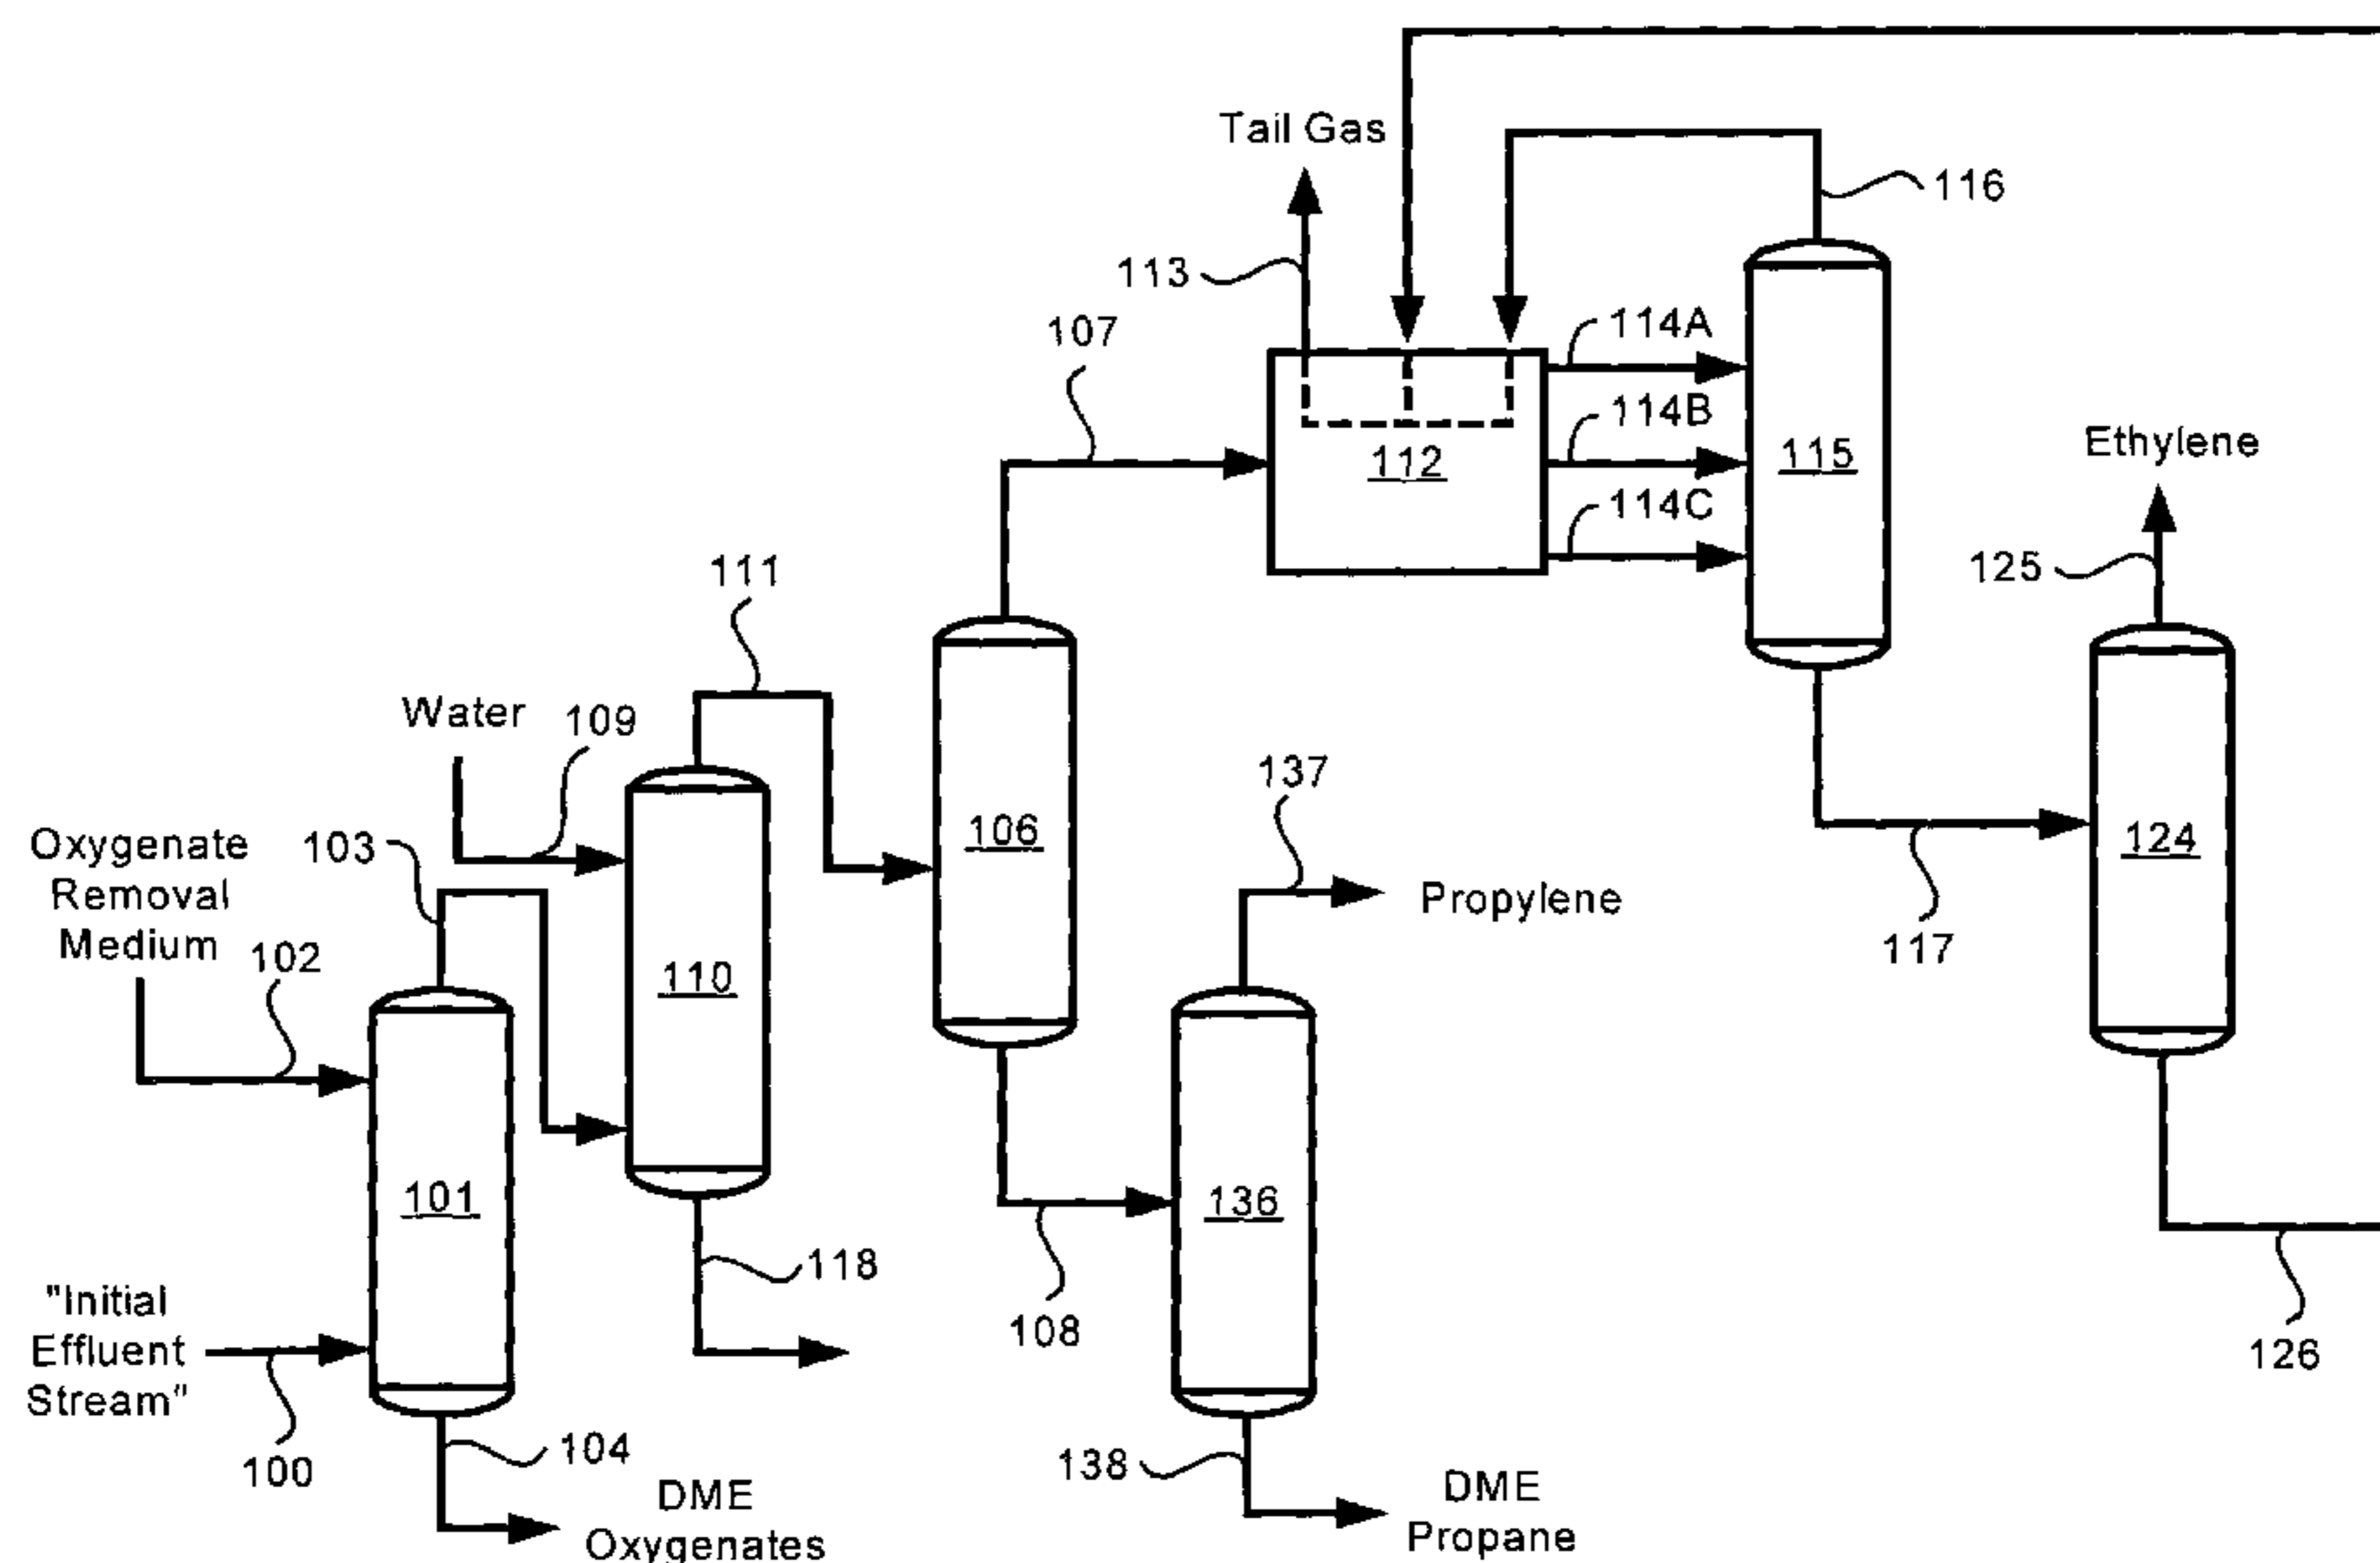 Tail Gas
116
113
107
114A
114B
114C
112
115
Ethylene
125
111
Water
109
137
Oxygenate
Removal
Medium
103
106
124
Propylene
102
110
117
101
136
118
"Initial
Effluent
Stream"
108
126
100
104
138
DME
Oxygenates
DME
Propane